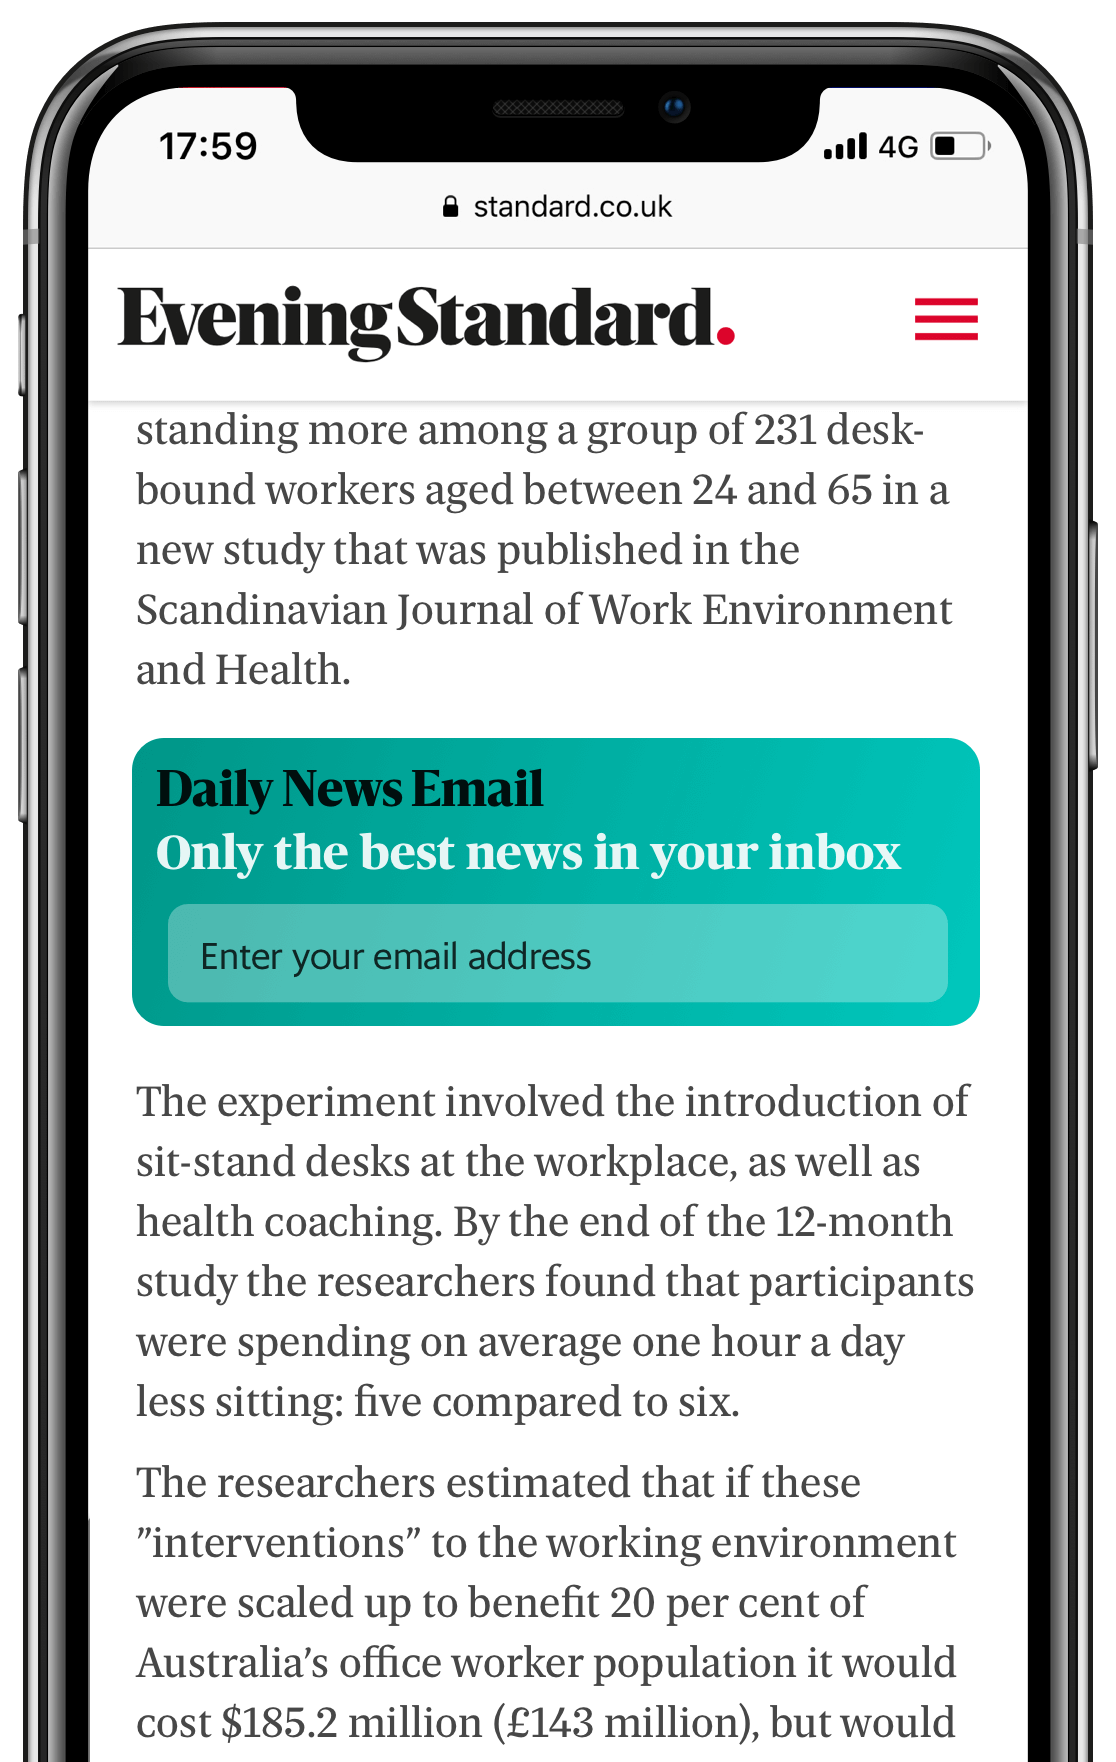 17:59
4G
standard.co.uk
Evening Standard.
standing more among a group of 231 desk-
bound workers aged between 24 and 65 in a
new study that was published in the
Scandinavian Journal of Work Environment
and Health.
Daily News Email
Only the best news in your inbox
Enter your email address
The experiment involved the introduction of
sit-stand desks at the workplace, as well as
health coaching. By the end of the 12-month
study the researchers found that participants
were spending on average one hour a day
less sitting: five compared to six.
The researchers estimated that if these
”interventions” to the working environment
were scaled up to benefit 20 per cent of
Australia’s office worker population it would
cost $185.2 million (£143 million), but would